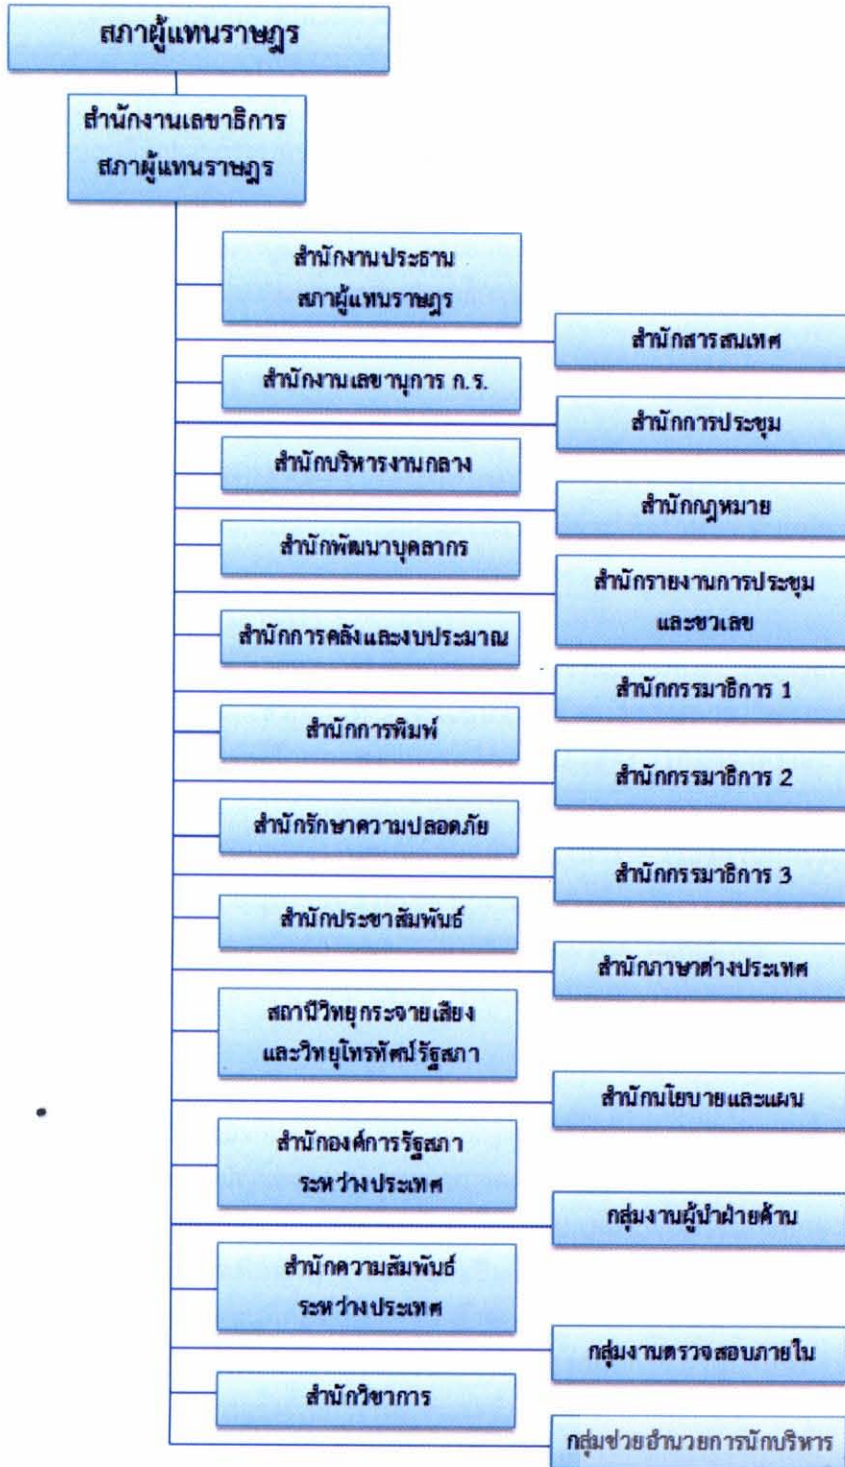 สภาผู้แทนราษฎร
สำนักงานเลขาธิการ
สภาผู้แทนราษฎร
สำนักงานประธาน
สภาผู้แทนราษฎร
สำนักสารสนเทศ
สำนักงานเลขานุการ ก.ร.
สำนักการประชุม
สำนักบริหารงานกลาง
สำนักกฎหมาย
สำนักพัฒนาบุคลากร
สำนักรายงานการประชุม
และชวเลข
สำนักการคลังและงบประมาณ
สำนักกรรมาธิการ 1
สำนักการพิมพ์
สำนักกรรมาธิการ 2
สำนักรักษาความปลอดภัย
สำนักกรรมาธิการ 3
สำนักประชาสัมพันธ์
สำนักภาษาต่างประเทศ
สถานีวิทยุกระจายเสียง
และวิทยุโทรทัศน์รัฐสภา
สำนักนโยบายและแผน
สำนักองค์การรัฐสภา
ระหว่างประเทศ
กลุ่มงานผู้นำฝ่ายค้าน
สำนักความสัมพันธ์
ระหว่างประเทศ
กลุ่มงานตรวจสอบภายใน
สำนักวิชาการ
กลุ่มช่วยอำนวยการนักบริหาร